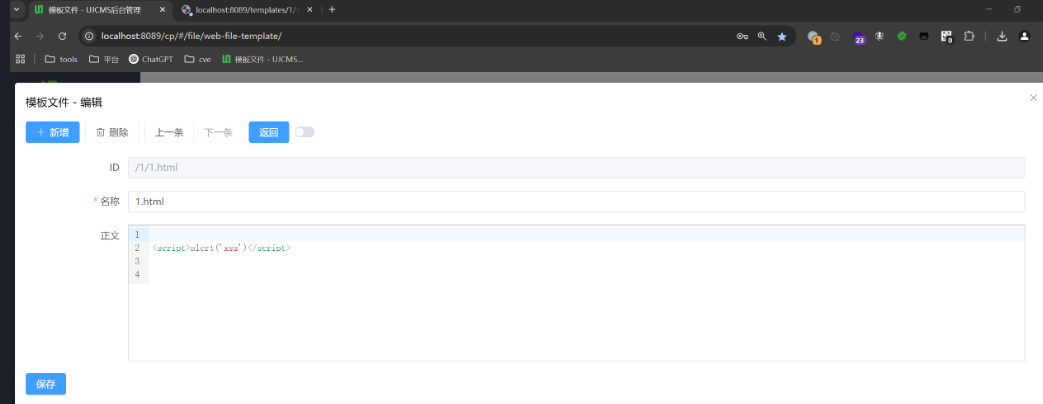 模板文件 - UJCMS后台管理
localhost:8089/templates/1/
localhost:8089/cp/#/file/web-file-template/
1
23
0
tools
平台
ChatGPT
cve
模板文件 - UJCMS...
模板文件 - 编辑
+ 新增
删除
上一条
下一条
返回
ID
/1/1.html
* 名称
1.html
正文
1
2 <script>alert('xss')</script>
3
4
保存